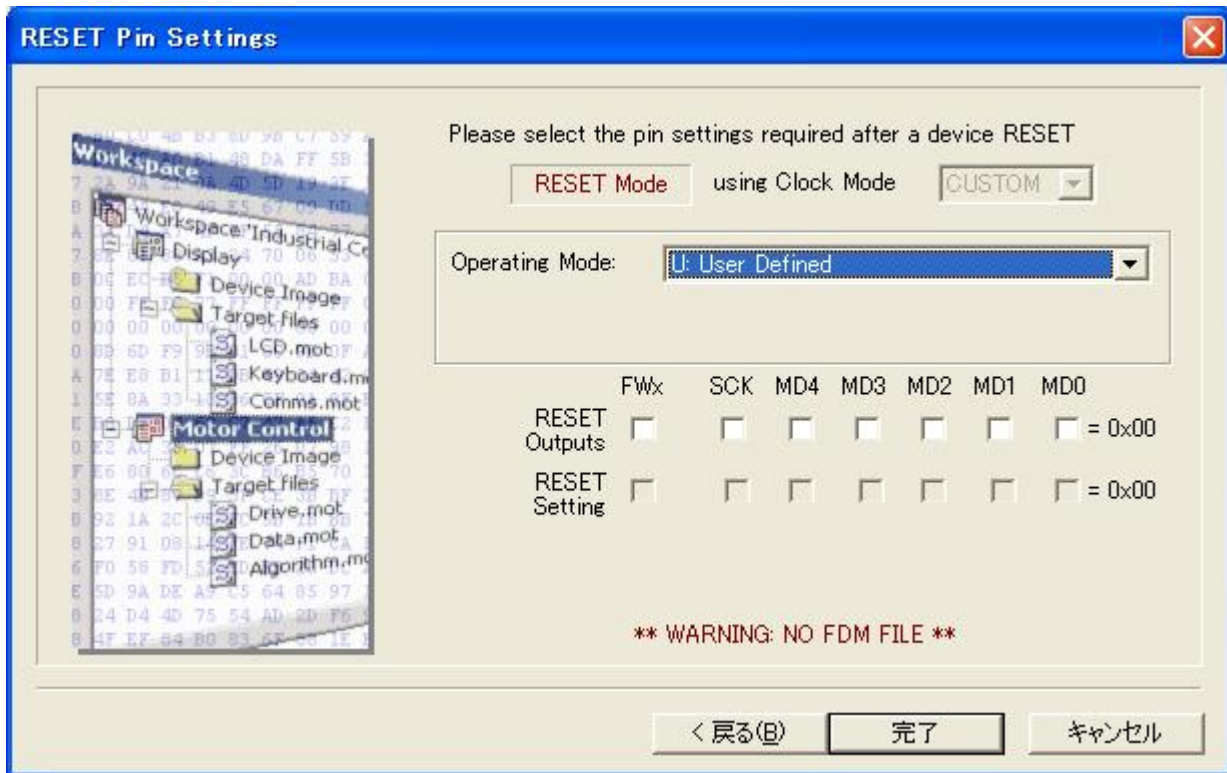 RESET Pin Settings
Please select the pin settings required after a device RESET
RESET Mode using Clock Mode CUSTOM
Operating Mode: U: User Defined
FWx SCK MD4 MD3 MD2 MD1 MD0
RESET Outputs = 0x00
RESET Setting = 0x00
** WARNING: NO FDM FILE **
< 戻る(B) 完了 キャンセル
Workspace
Workspace 'Industrial Co
Display
Device Image
Target files
LCD.mot
Keyboard.m
Comms.mot
Motor Control
Device Image
Target files
Drive.mot
Data.mot
Algorithm.mo